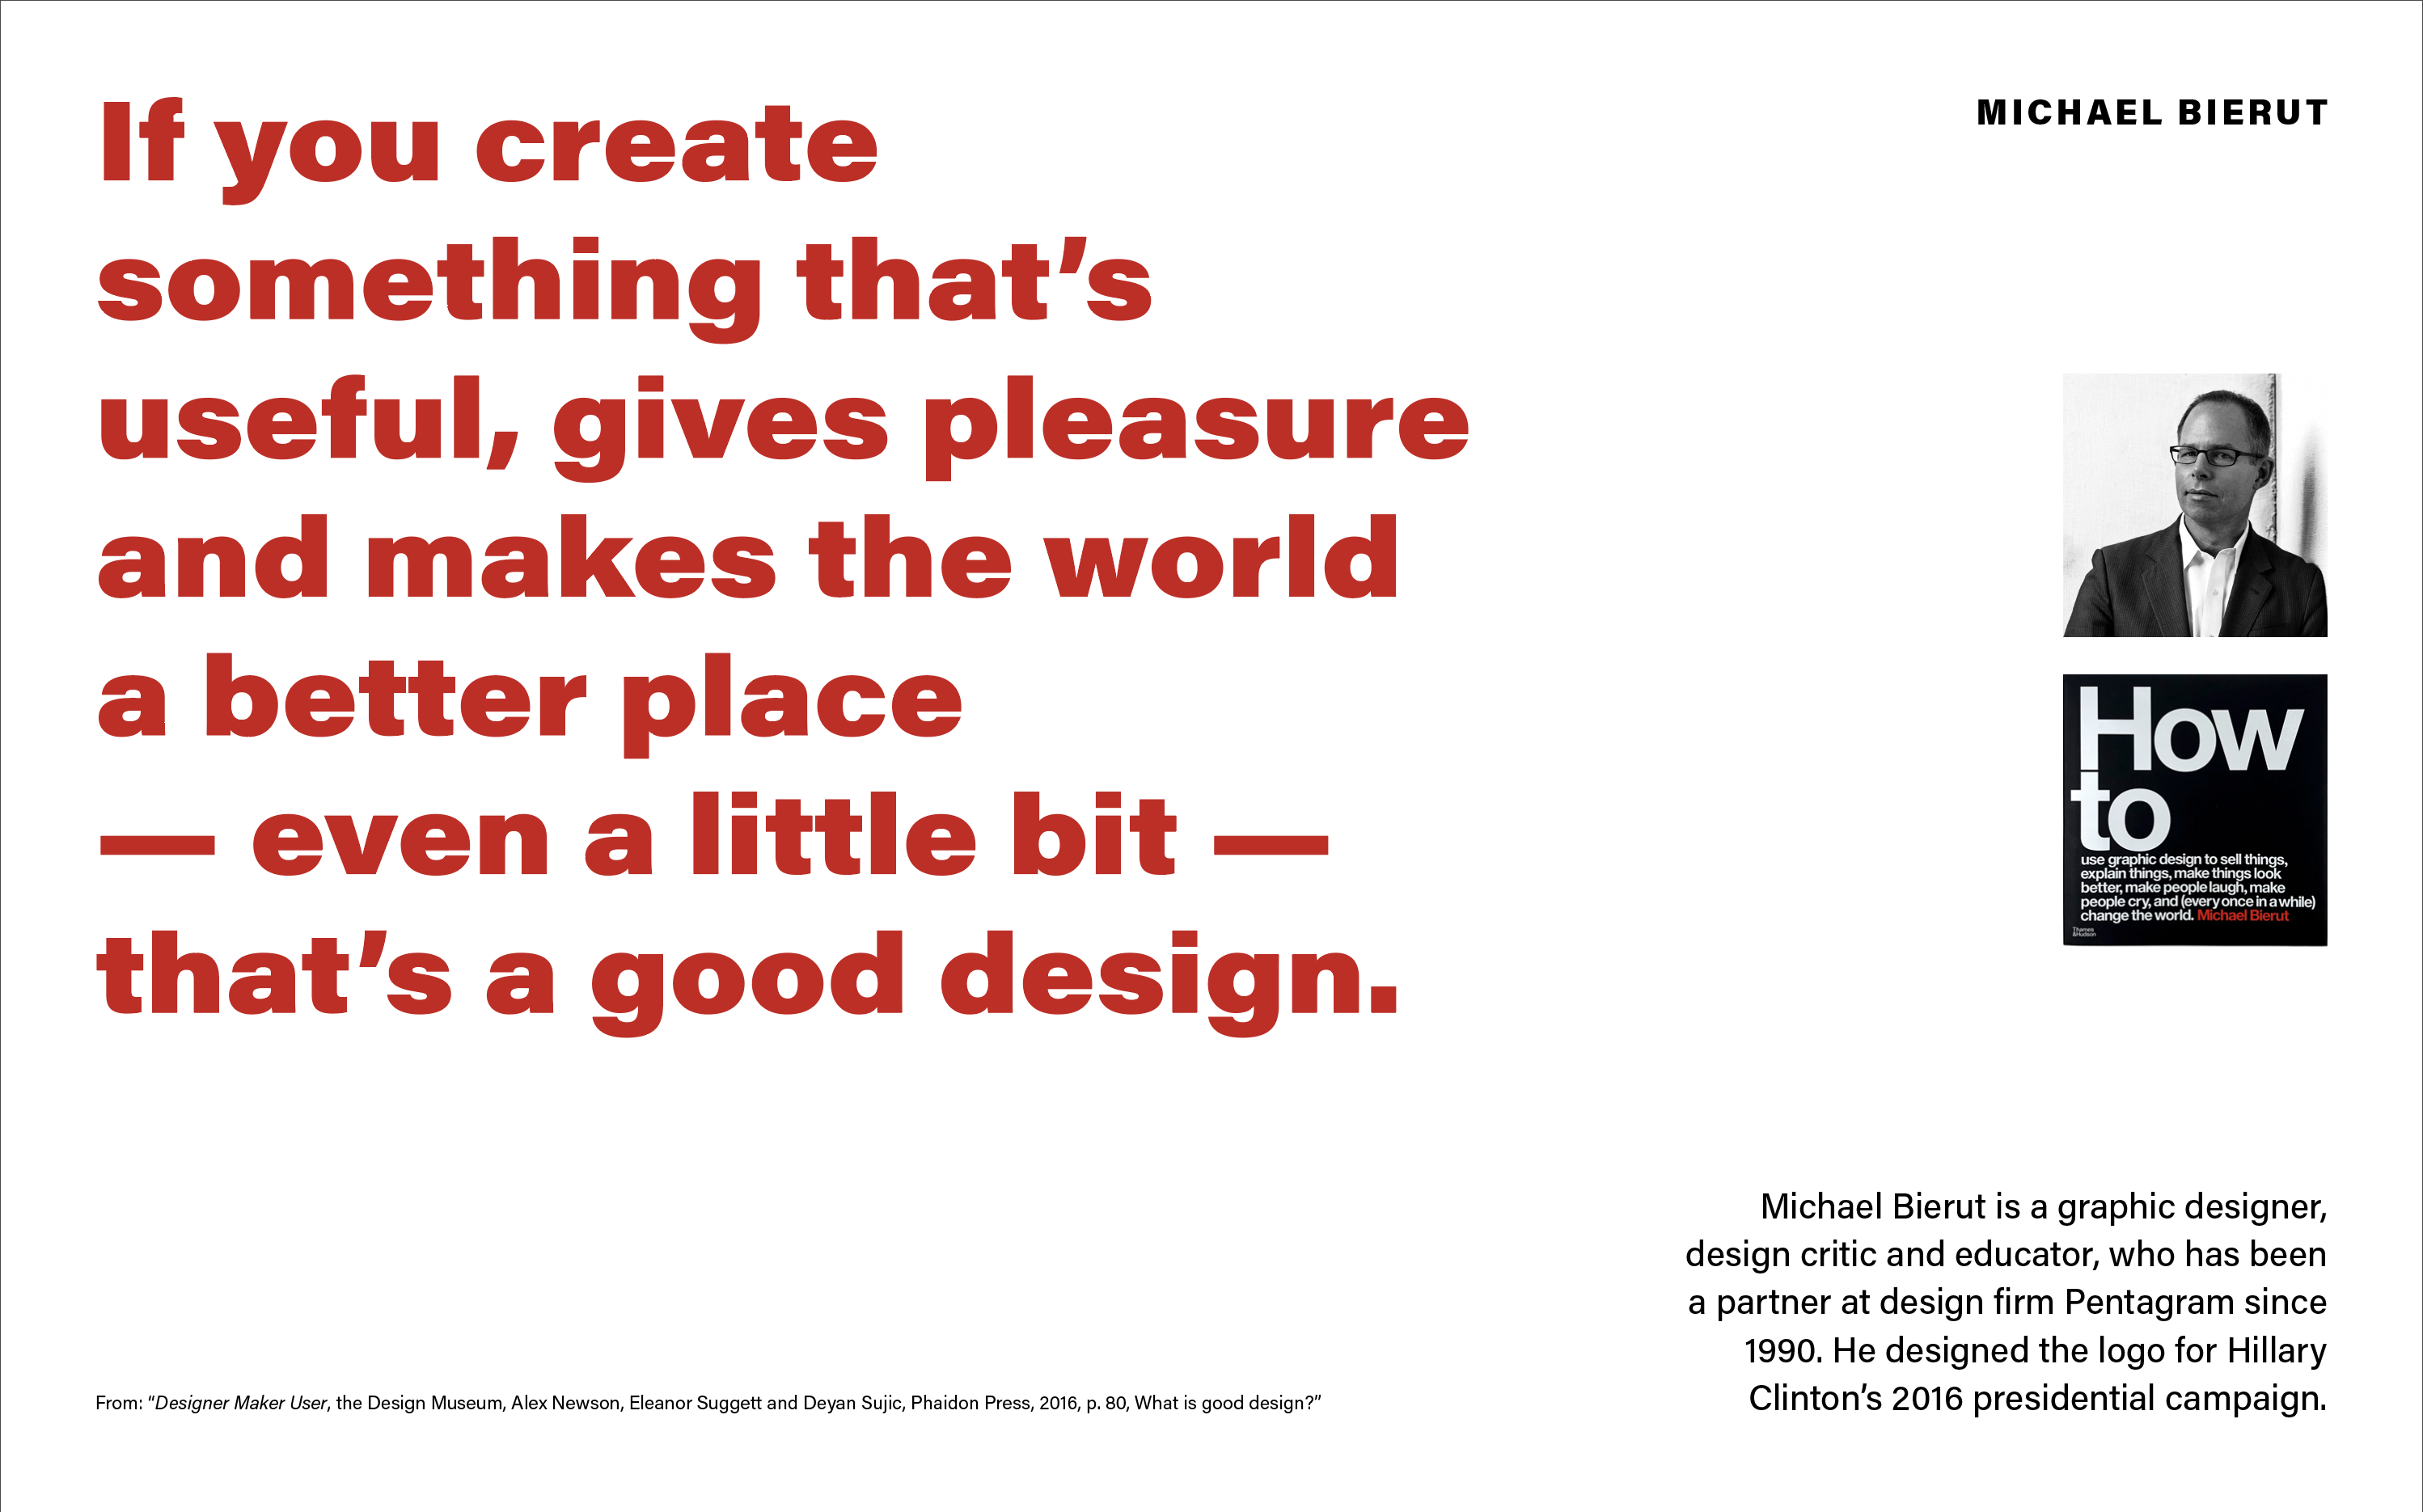 If you create
something that’s
useful, gives pleasure
and makes the world
a better place
— even a little bit —
that’s a good design.
MICHAEL BIERUT
How
to
use graphic design to sell things,
explain things, make things look
better, make people laugh, make
people cry, and (every once in a while)
change the world. Michael Bierut
Thames
&Hudson
Michael Bierut is a graphic designer,
design critic and educator, who has been
a partner at design firm Pentagram since
1990. He designed the logo for Hillary
Clinton’s 2016 presidential campaign.
From: “Designer Maker User, the Design Museum, Alex Newson, Eleanor Suggett and Deyan Sujic, Phaidon Press, 2016, p. 80, What is good design?”